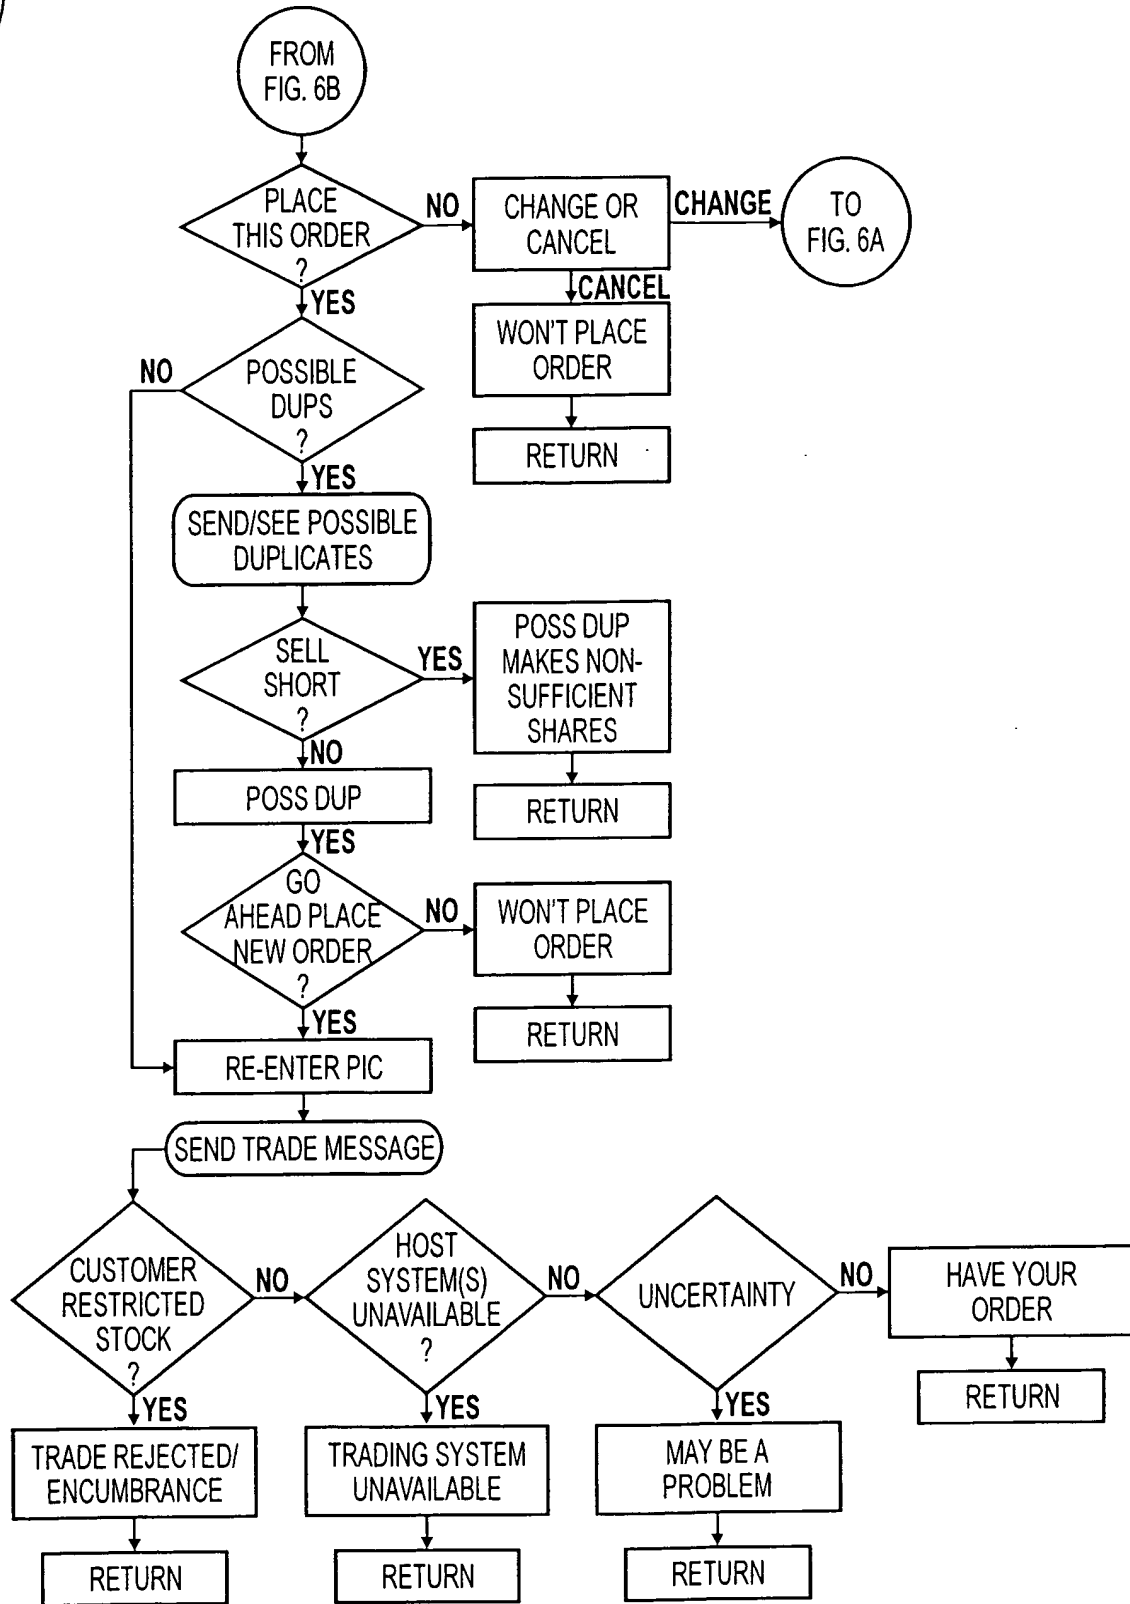 FROM
FIG. 6B
PLACE
THIS ORDER
?
NO
CHANGE OR
CANCEL
CHANGE
TO
FIG. 6A
YES
CANCEL
WON'T PLACE
ORDER
RETURN
NO
POSSIBLE
DUPS
?
YES
SEND/SEE POSSIBLE
DUPLICATES
SELL
SHORT
?
YES
POSS DUP
MAKES NON-
SUFFICIENT
SHARES
RETURN
NO
POSS DUP
YES
GO
AHEAD PLACE
NEW ORDER
?
NO
WON'T PLACE
ORDER
RETURN
YES
RE-ENTER PIC
SEND TRADE MESSAGE
CUSTOMER
RESTRICTED
STOCK
?
NO
HOST
SYSTEM(S)
UNAVAILABLE
?
NO
UNCERTAINTY
NO
HAVE YOUR
ORDER
RETURN
YES
TRADE REJECTED/
ENCUMBRANCE
RETURN
YES
TRADING SYSTEM
UNAVAILABLE
RETURN
YES
MAY BE A
PROBLEM
RETURN